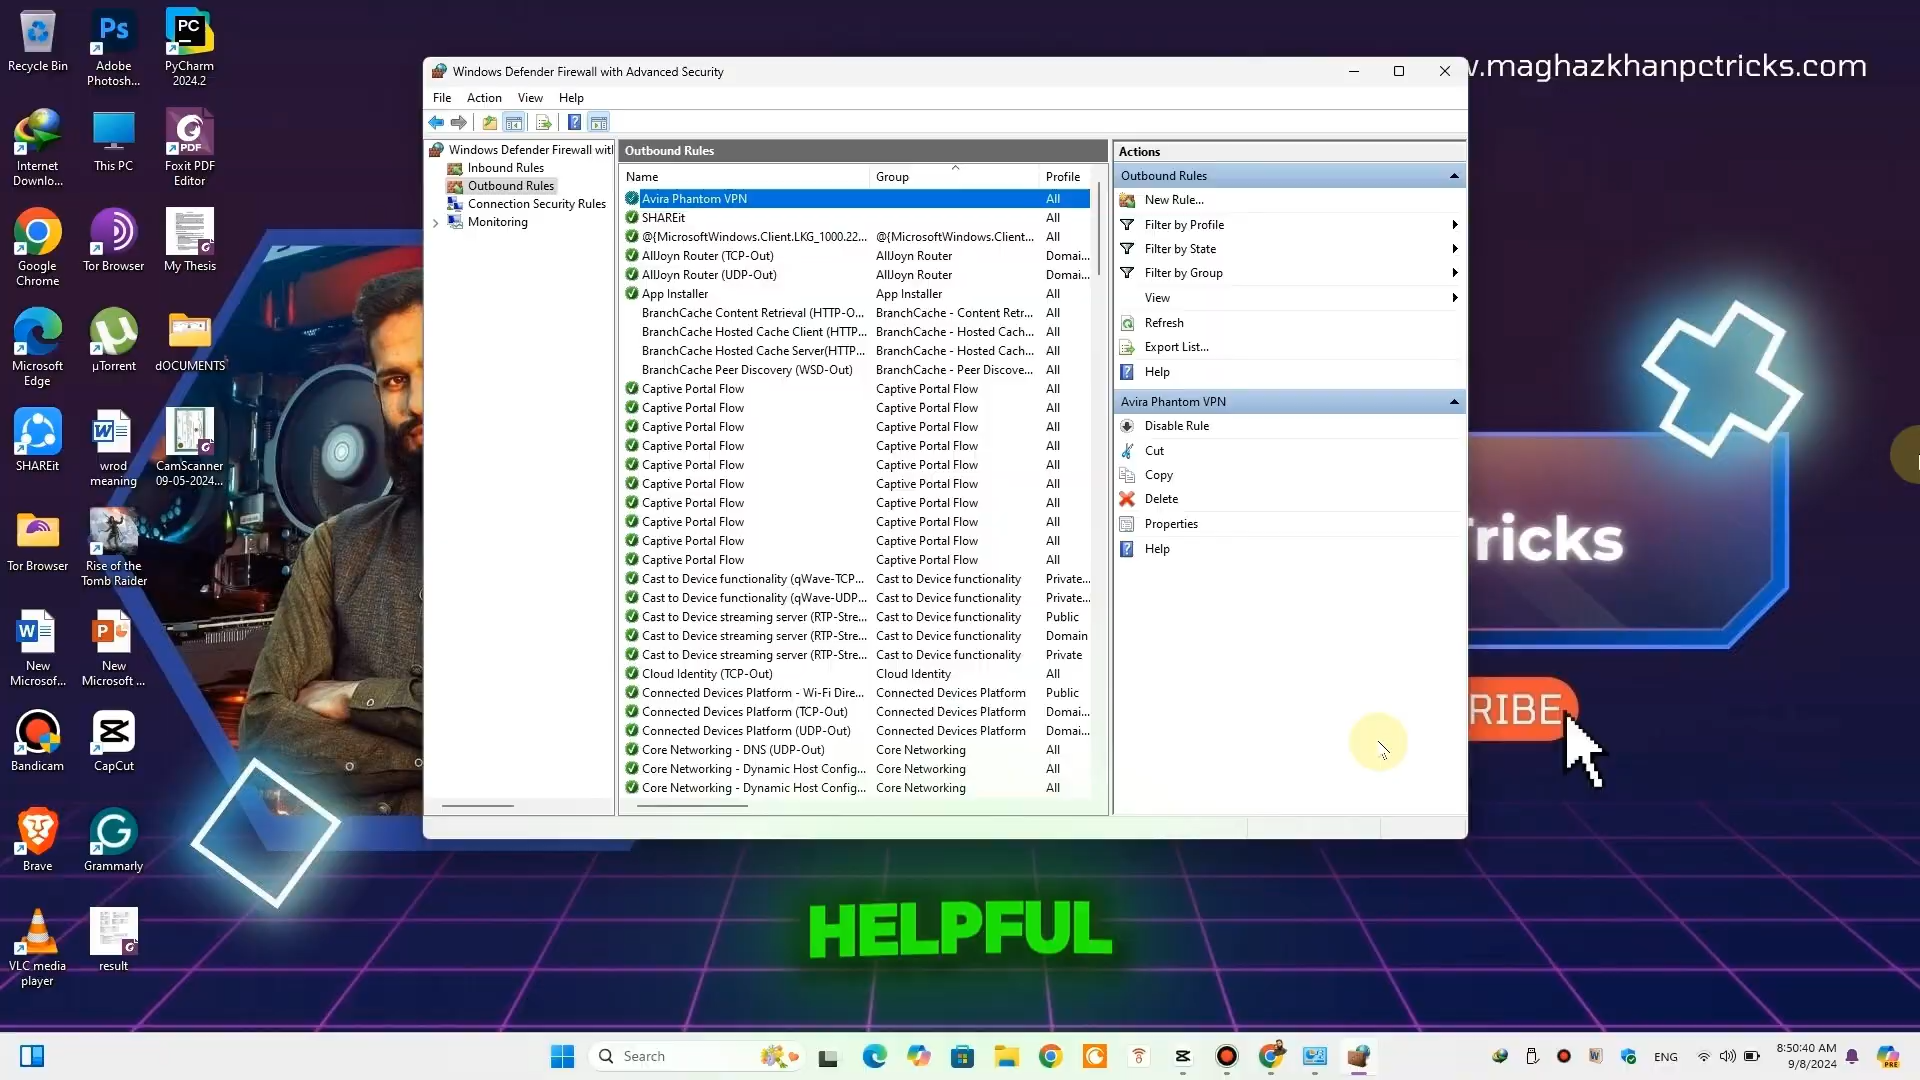 Recycle Bin
Adobe
Photosh...
PyCharm
2024.2
Internet
Downlo...
This PC
Foxit PDF
Editor
Google
Chrome
Tor Browser
My Thesis
Microsoft
Edge
µTorrent
dOCUMENTS
SHAREit
wrod
meaning
CamScanner
09-05-2024...
Tor Browser
Rise of the
Tomb Raider
New
Microsof...
New
Microsoft ...
Bandicam
CapCut
Brave
Grammarly
VLC media
player
result
.maghazkhanpctricks.com
Windows Defender Firewall with Advanced Security
File Action View Help
Windows Defender Firewall witl
Inbound Rules
Outbound Rules
Connection Security Rules
Monitoring
Outbound Rules
Name Group Profile
Avira Phantom VPN All
SHAREit All
@{MicrosoftWindows.Client.LKG_1000.22... @{MicrosoftWindows.Client... All
AllJoyn Router (TCP-Out) AllJoyn Router Domai...
AllJoyn Router (UDP-Out) AllJoyn Router Domai...
App Installer App Installer All
BranchCache Content Retrieval (HTTP-O... BranchCache - Content Retr... All
BranchCache Hosted Cache Client (HTTP... BranchCache - Hosted Cach... All
BranchCache Hosted Cache Server(HTTP... BranchCache - Hosted Cach... All
BranchCache Peer Discovery (WSD-Out) BranchCache - Peer Discove... All
Captive Portal Flow Captive Portal Flow All
Captive Portal Flow Captive Portal Flow All
Captive Portal Flow Captive Portal Flow All
Captive Portal Flow Captive Portal Flow All
Captive Portal Flow Captive Portal Flow All
Captive Portal Flow Captive Portal Flow All
Captive Portal Flow Captive Portal Flow All
Captive Portal Flow Captive Portal Flow All
Captive Portal Flow Captive Portal Flow All
Captive Portal Flow Captive Portal Flow All
Cast to Device functionality (qWave-TCP... Cast to Device functionality Private...
Cast to Device functionality (qWave-UDP... Cast to Device functionality Private...
Cast to Device streaming server (RTP-Stre... Cast to Device functionality Public
Cast to Device streaming server (RTP-Stre... Cast to Device functionality Domain
Cast to Device streaming server (RTP-Stre... Cast to Device functionality Private
Cloud Identity (TCP-Out) Cloud Identity All
Connected Devices Platform - Wi-Fi Dire... Connected Devices Platform Public
Connected Devices Platform (TCP-Out) Connected Devices Platform Domai...
Connected Devices Platform (UDP-Out) Connected Devices Platform Domai...
Core Networking - DNS (UDP-Out) Core Networking All
Core Networking - Dynamic Host Config... Core Networking All
Core Networking - Dynamic Host Config... Core Networking All
Actions
Outbound Rules
New Rule...
Filter by Profile
Filter by State
Filter by Group
View
Refresh
Export List...
Help
Avira Phantom VPN
Disable Rule
Cut
Copy
Delete
Properties
Help
Tricks
RIBE
HELPFUL
Search
ENG
8:50:40 AM
9/8/2024